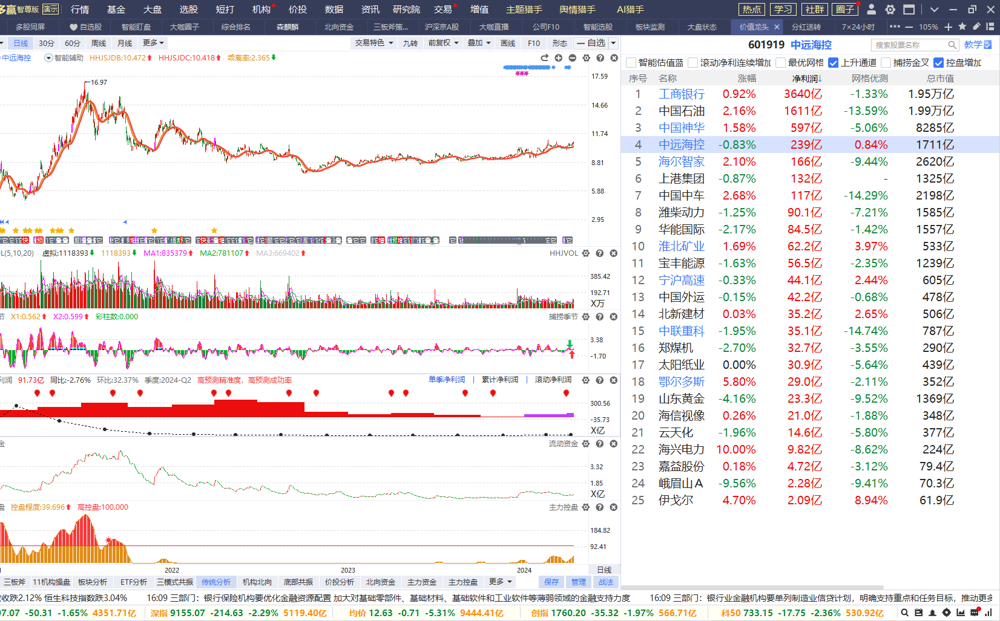 多赢智尊版 演示 行情 基金 大盘 选股 短打 机构 价投 数据 资讯 研究院 交易 增值 主题猎手 舆情猎手 AI猎手 热点 学习 社群 圈子
多股同屏 自选股 智能盯盘 大咖圈子 综合排名 森麒麟 北向资金 三板斧策... 沪深京A股 大咖直播 公司F10 智能选股 板块监测 大盘状态 价值龙头 × 分红送转 7×24小时 ••• 105%
日线 30分 60分 周线 月线 更多 交易特色 九转 前复权 叠加 画线 F10 形态 一 自选
601919 中远海控 搜索股票名称 教学
中远海控 智能辅助 HHJSJDB:10.472 HHJSJDC:10.418 乖离率:2.365
智能估值蓝 滚动净利连续增加 最优网格 上升通道 捕捞金叉 控盘增加
序号 名称 涨幅 净利润↓ 网格优测 总市值
1 工商银行 0.92% 3640亿 -1.33% 1.95万亿
2 中国石油 2.16% 1611亿 -13.59% 1.99万亿
3 中国神华 1.58% 597亿 -5.06% 8285亿
4 中远海控 -0.83% 239亿 0.84% 1711亿
5 海尔智家 2.10% 166亿 -9.44% 2620亿
6 上港集团 -0.87% 132亿 - 1325亿
7 中国中车 2.68% 117亿 -14.29% 2198亿
8 潍柴动力 -1.25% 90.1亿 -7.21% 1585亿
9 华能国际 -2.17% 84.5亿 -1.42% 1557亿
10 淮北矿业 1.69% 62.2亿 3.97% 533亿
11 宝丰能源 -1.63% 56.5亿 -2.35% 1239亿
12 宁沪高速 -0.33% 44.1亿 2.44% 605亿
13 中国外运 -0.15% 42.2亿 -0.68% 478亿
14 北新建材 0.03% 35.2亿 2.65% 506亿
15 中联重科 -1.95% 35.1亿 -14.74% 787亿
16 郑煤机 -2.70% 32.7亿 -3.55% 290亿
17 太阳纸业 0.00% 30.9亿 -5.64% 439亿
18 鄂尔多斯 5.80% 29.0亿 -2.11% 352亿
19 山东黄金 -4.16% 23.3亿 -9.52% 1369亿
20 海信视像 0.26% 21.0亿 -1.88% 348亿
21 云天化 -1.96% 14.6亿 -5.80% 377亿
22 海兴电力 10.00% 9.82亿 -8.62% 224亿
23 嘉益股份 0.18% 4.72亿 -3.12% 79.4亿
24 峨眉山A -9.56% 2.28亿 -9.41% 70.3亿
25 伊戈尔 4.70% 2.09亿 8.94% 61.9亿
16.97
17.59
14.66
11.74
8.81
5.88
2.95
L(5,10,20) 虚拟:1118393 1118393 MA1:835379 MA2:781107 MA3:669402 HHJVOL
385.42
192.71
X万
节 X1:0.562 X2:0.599 彩柱数:0.000 捕捞季节
3.38
-1.70
利润 91.73亿 同比:-2.76% 环比:32.37% 季度:2024-Q2 高预测精准度，高预测成功率 单季净利润 | 累计净利润 | 滚动净利润
300.56
-35.73
X亿
金 流动资金
3.32
1.85
X亿
盘 控盘程度:39.696 高控盘:100.000 主力控盘
184.82
92.41
2022 2023 2024 日线
三板斧 11机构操盘 板块分析 ETF分析 三模式共振 传统分析 机构北向 底部共振 价投分析 北向资金 主力资金 主力控盘 更多 保存 管理 战法
收跌2.12% 恒生科技指数跌3.04% 16:09 三部门：银行保险机构要优化金融资源配置 加大对基础零部件、基础材料、基础软件和工业软件等薄弱领域的金融支持力度 16:09 三部门：银行业金融机构要单列制造业信贷计划，明确支持重点和任务目标，推动更多
97.07 -50.31 -1.65% 4351.71亿 深指 9155.07 -214.63 -2.29% 5119.40亿 均价 12.63 -0.71 -5.31% 9444.41亿 创指 1760.20 -35.32 -1.97% 566.71亿 科50 733.15 -17.75 -2.36% 530.92亿